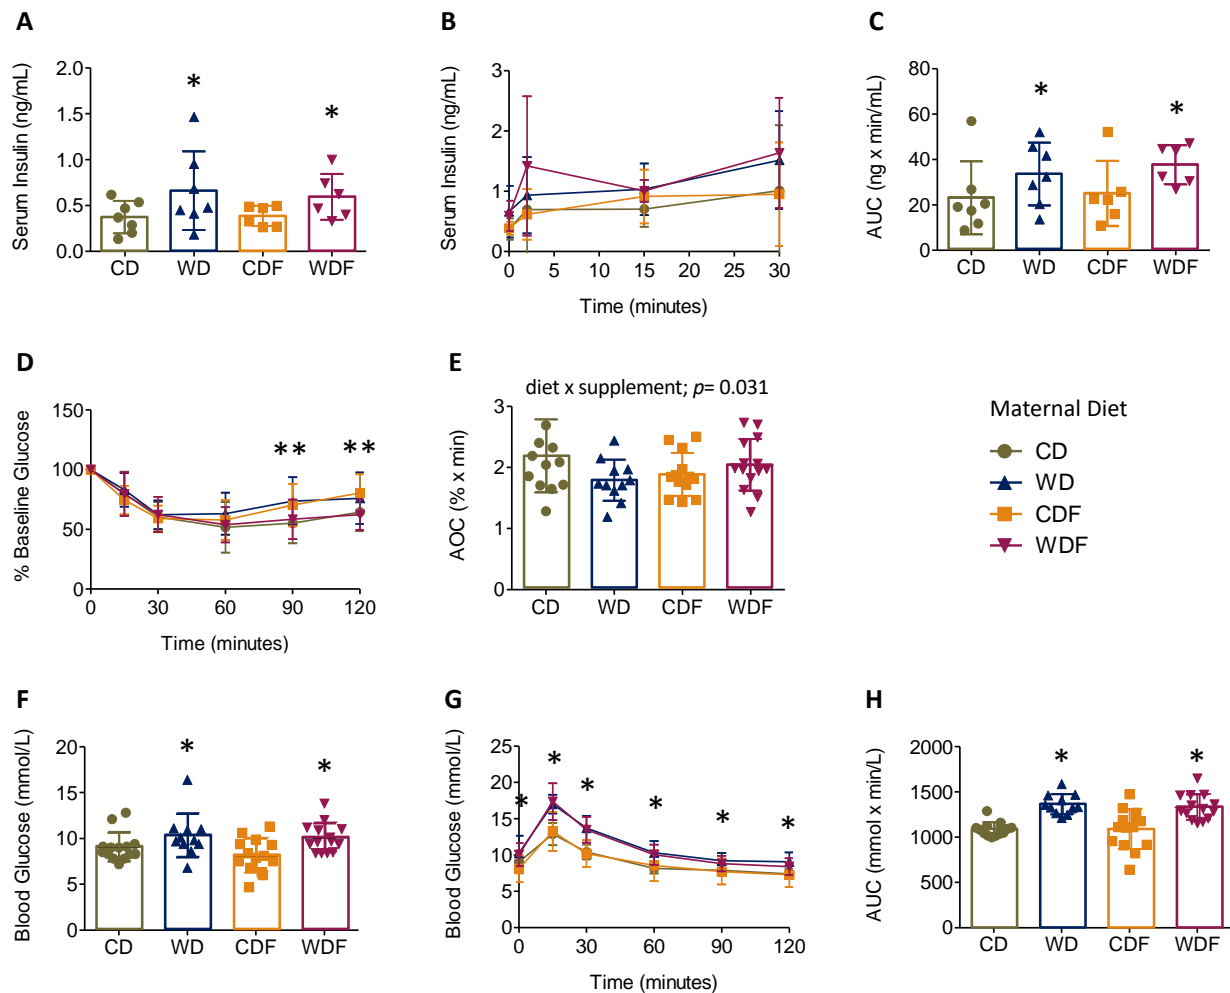 A
Serum Insulin (ng/mL)
2.0
1.5
1.0
0.5
0.0
*
*
CD WD CDF WDF
B
Serum Insulin (ng/mL)
3
2
1
0
0 5 10 15 20 25 30
Time (minutes)
C
AUC (ng x min/mL)
80
60
40
20
0
*
*
CD WD CDF WDF
D
% Baseline Glucose
150
100
50
0
** **
0 30 60 90 120
Time (minutes)
E
diet x supplement; p= 0.031
AOC (% x min)
3
2
1
0
CD WD CDF WDF
Maternal Diet
CD
WD
CDF
WDF
F
Blood Glucose (mmol/L)
20
15
10
5
0
*
*
CD WD CDF WDF
G
Blood Glucose (mmol/L)
25
20
15
10
5
0
* * * * * *
0 30 60 90 120
Time (minutes)
H
AUC (mmol x min/L)
2000
1500
1000
500
0
* *
CD WD CDF WDF